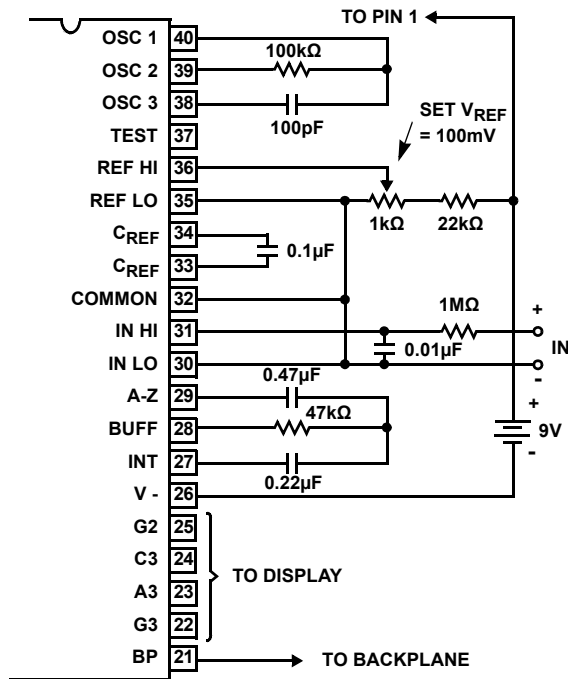 TO PIN 1
OSC 1 40
100kΩ
OSC 2 39
OSC 3 38
100pF
SET VREF
= 100mV
TEST 37
REF HI 36
REF LO 35
1kΩ 22kΩ
CREF 34
0.1µF
CREF 33
COMMON 32
1MΩ
+
IN HI 31
0.01µF
IN
IN LO 30
-
0.47µF
A-Z 29
+
47kΩ
BUFF 28
9V
-
INT 27
0.22µF
V - 26
G2 25
C3 24
TO DISPLAY
A3 23
G3 22
BP 21
TO BACKPLANE